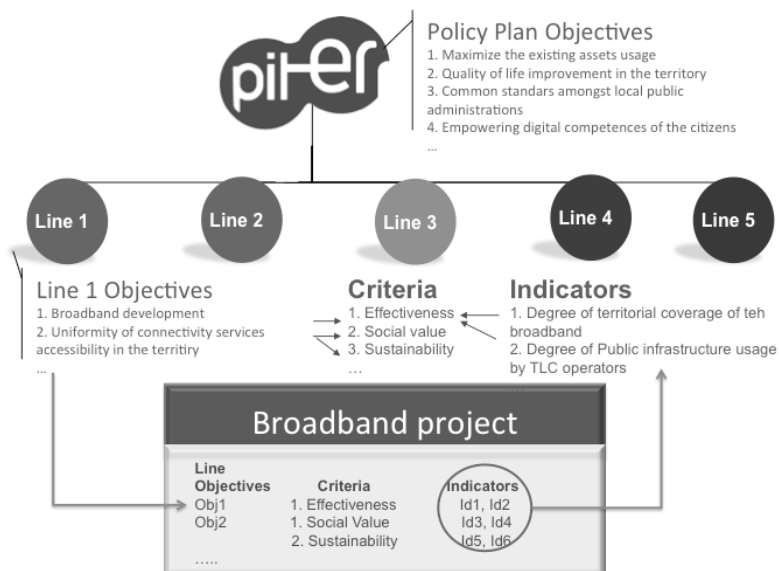 piter
Policy Plan Objectives
1. Maximize the existing assets usage
2. Quality of life improvement in the territory
3. Common standars amongst local public
administrations
4. Empowering digital competences of the citizens
...
Line 1
Line 2
Line 3
Line 4
Line 5
Line 1 Objectives
1. Broadband development
2. Uniformity of connectivity services
accessibility in the territiry
...
Criteria
1. Effectiveness
2. Social value
3. Sustainability
...
Indicators
1. Degree of territorial coverage of teh
broadband
2. Degree of Public infrastructure usage
by TLC operators
...
Broadband project
Line
Objectives
Criteria
Indicators
Obj1
1. Effectiveness
Id1, Id2
Obj2
1. Social Value
Id3, Id4
2. Sustainability
Id5, Id6
.....